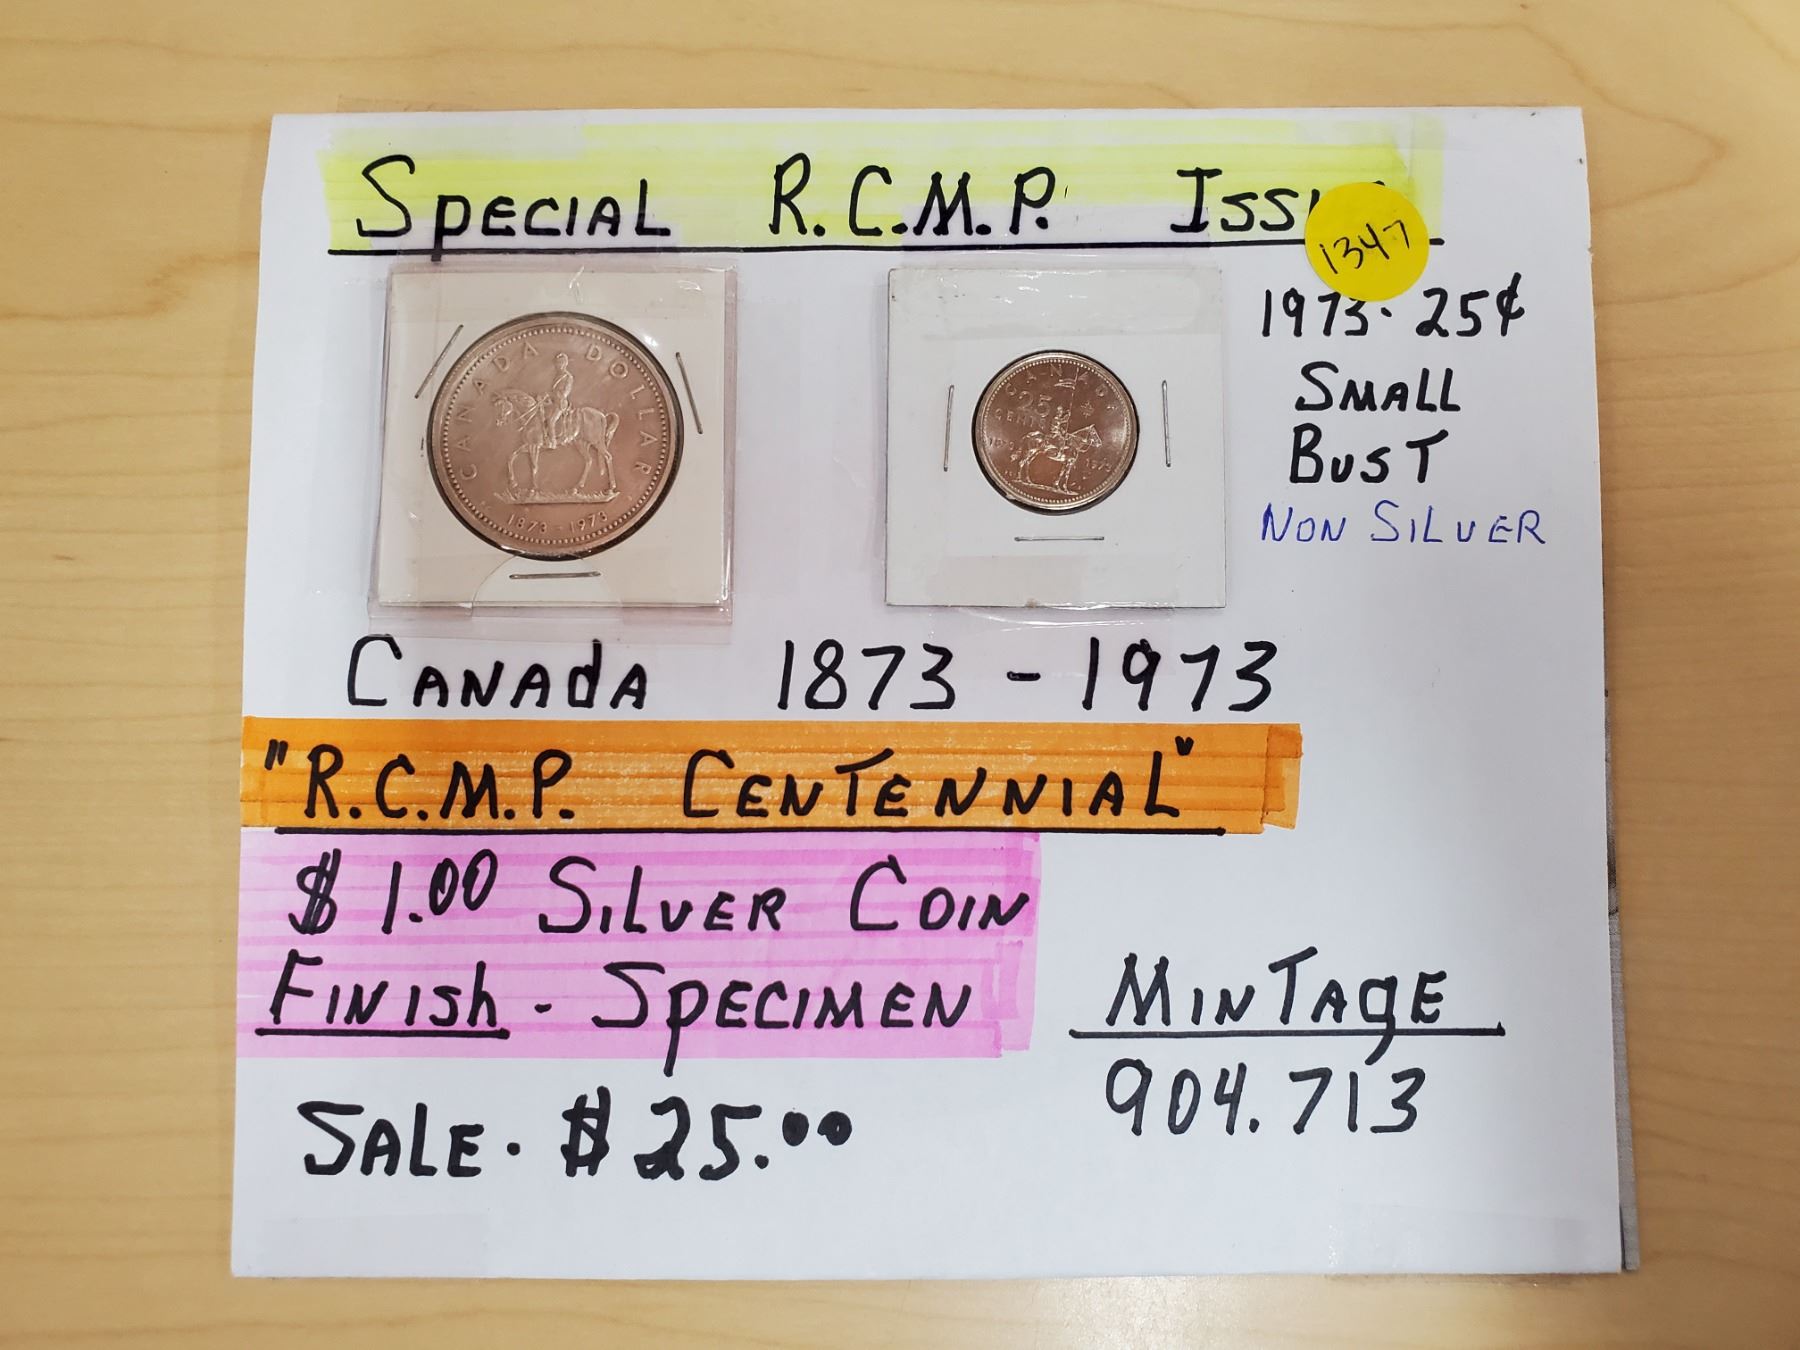 SPECIAL R.C.M.P. ISSU
1347
CANADA DOLLAR
1873-1973
CANADA
25
CENTS
1973
1973. 25¢
SMALL
BUST
NON SILVER
CANAdA 1873 - 1973
"R.C.M.P. CENTENNIAL"
$ 1.00 SILVER COIN
FINISh - SPECIMEN
MINTAgE
904.713
SALE. $ 25.00